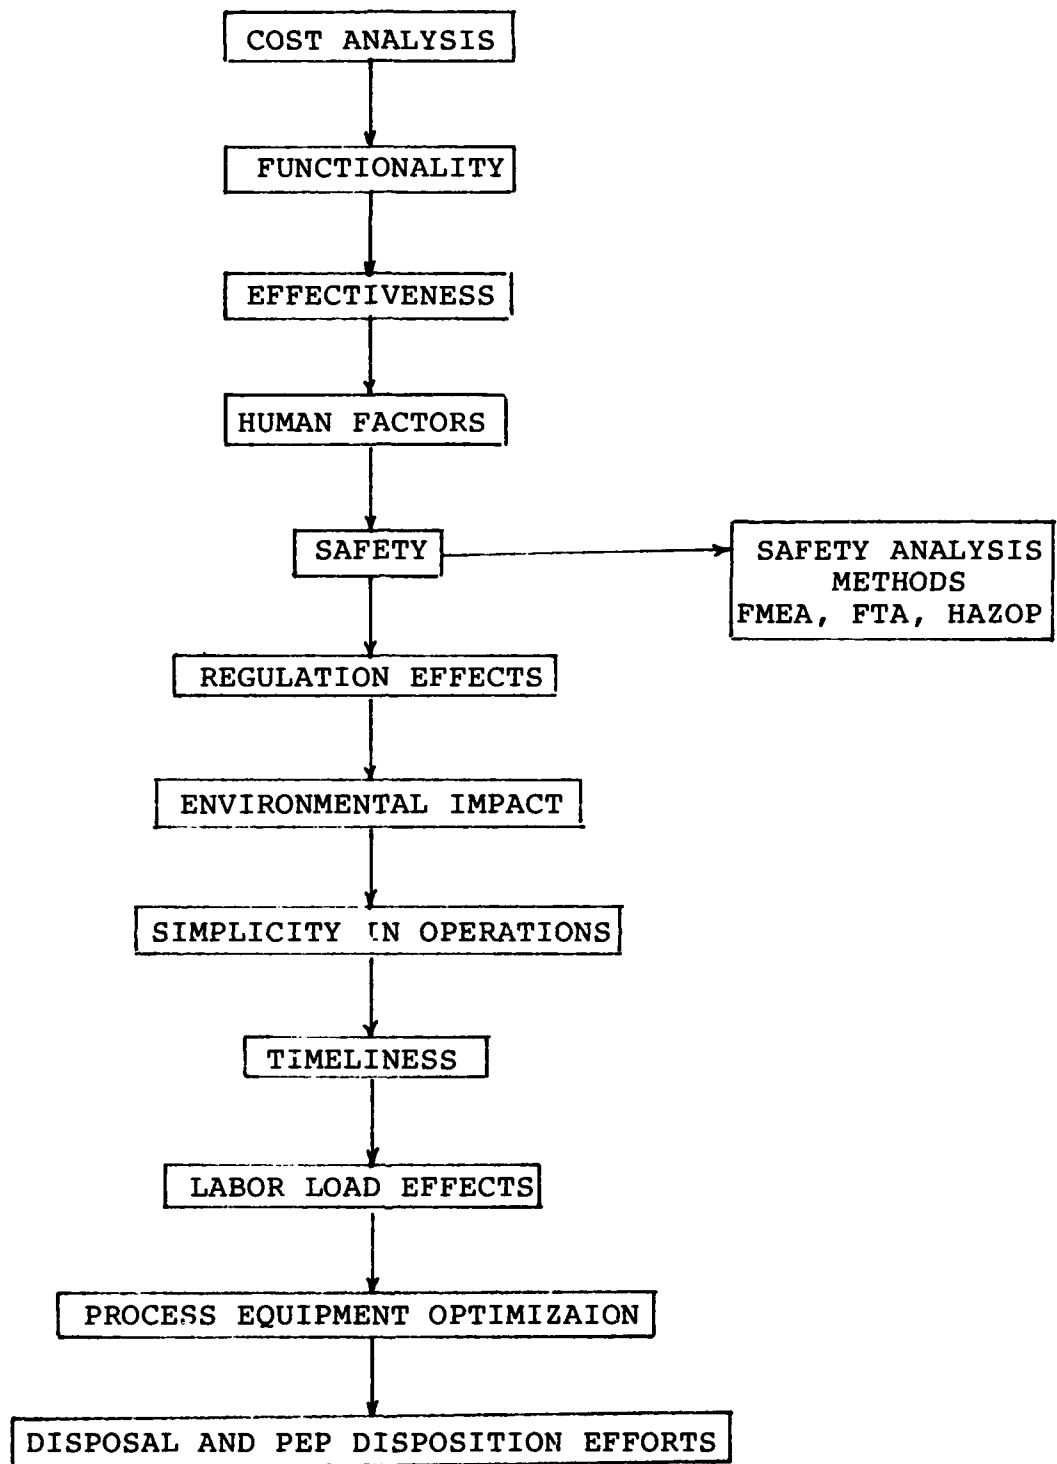 COST ANALYSIS
FUNCTIONALITY
EFFECTIVENESS
HUMAN FACTORS
SAFETY
SAFETY ANALYSIS
METHODS
FMEA, FTA, HAZOP
REGULATION EFFECTS
ENVIRONMENTAL IMPACT
SIMPLICITY IN OPERATIONS
TIMELINESS
LABOR LOAD EFFECTS
PROCESS EQUIPMENT OPTIMIZAION
DISPOSAL AND PEP DISPOSITION EFFORTS